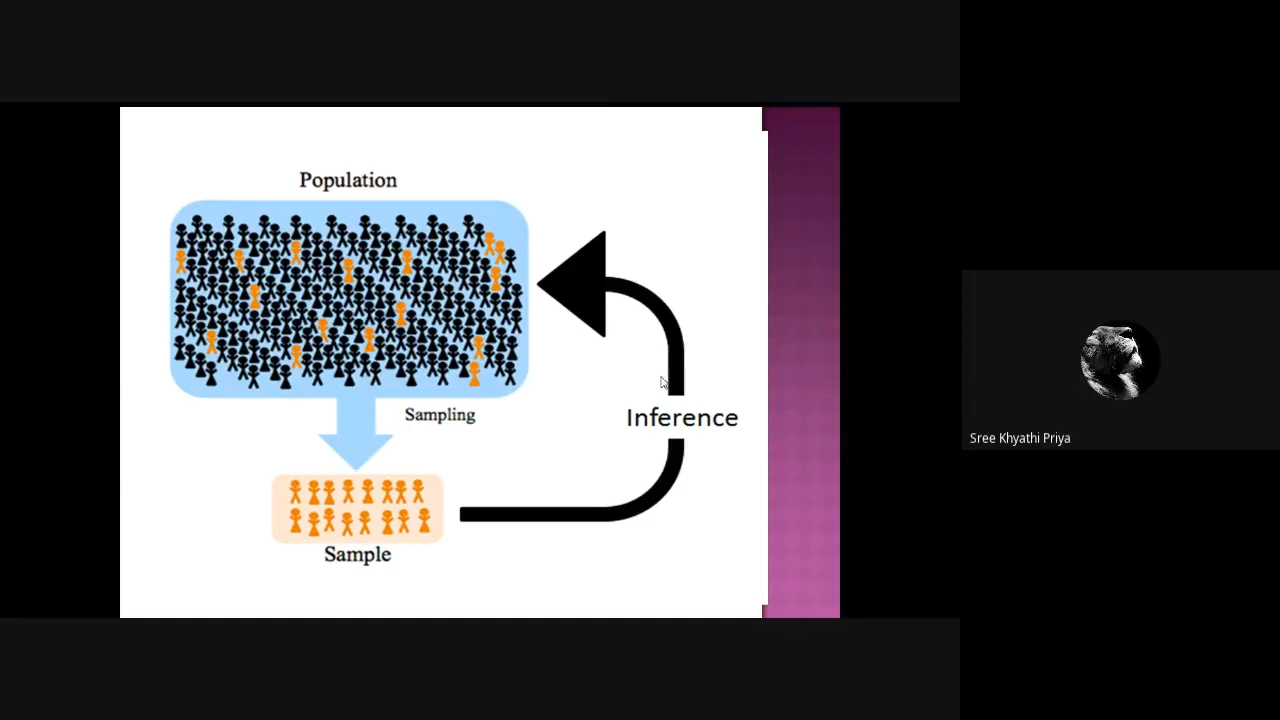 Population
Sampling
Inference
Sample
Sree Khyathi Priya